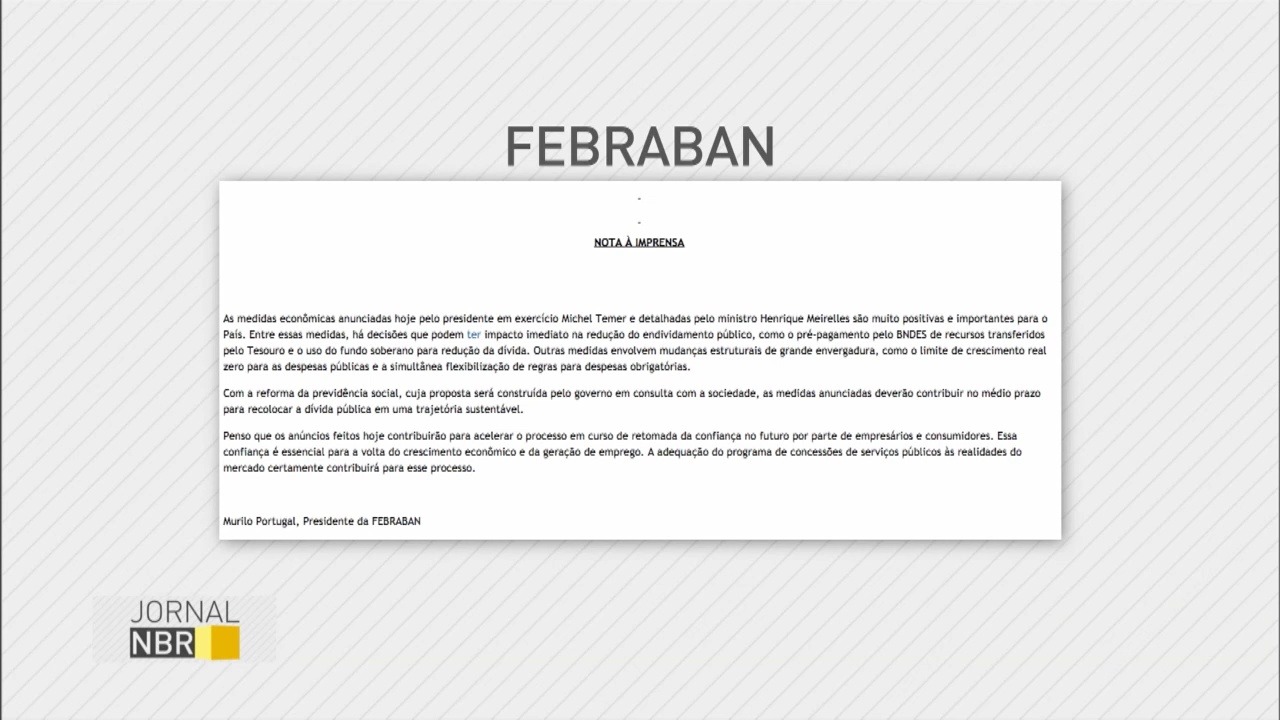 FEBRABAN
-
-
NOTA À IMPRENSA
As medidas econômicas anunciadas hoje pelo presidente em exercício Michel Temer e detalhadas pelo ministro Henrique Meirelles são muito positivas e importantes para o
País. Entre essas medidas, há decisões que podem ter impacto imediato na redução do endividamento público, como o pré-pagamento pelo BNDES de recursos transferidos
pelo Tesouro e o uso do fundo soberano para redução da dívida. Outras medidas envolvem mudanças estruturais de grande envergadura, como o limite de crescimento real
zero para as despesas públicas e a simultânea flexibilização de regras para despesas obrigatórias.
Com a reforma da previdência social, cuja proposta será construída pelo governo em consulta com a sociedade, as medidas anunciadas deverão contribuir no médio prazo
para recolocar a dívida pública em uma trajetória sustentável.
Penso que os anúncios feitos hoje contribuirão para acelerar o processo em curso de retomada da confiança no futuro por parte de empresários e consumidores. Essa
confiança é essencial para a volta do crescimento econômico e da geração de emprego. A adequação do programa de concessões de serviços públicos às realidades do
mercado certamente contribuirá para esse processo.
Murilo Portugal, Presidente da FEBRABAN
JORNAL
NBR